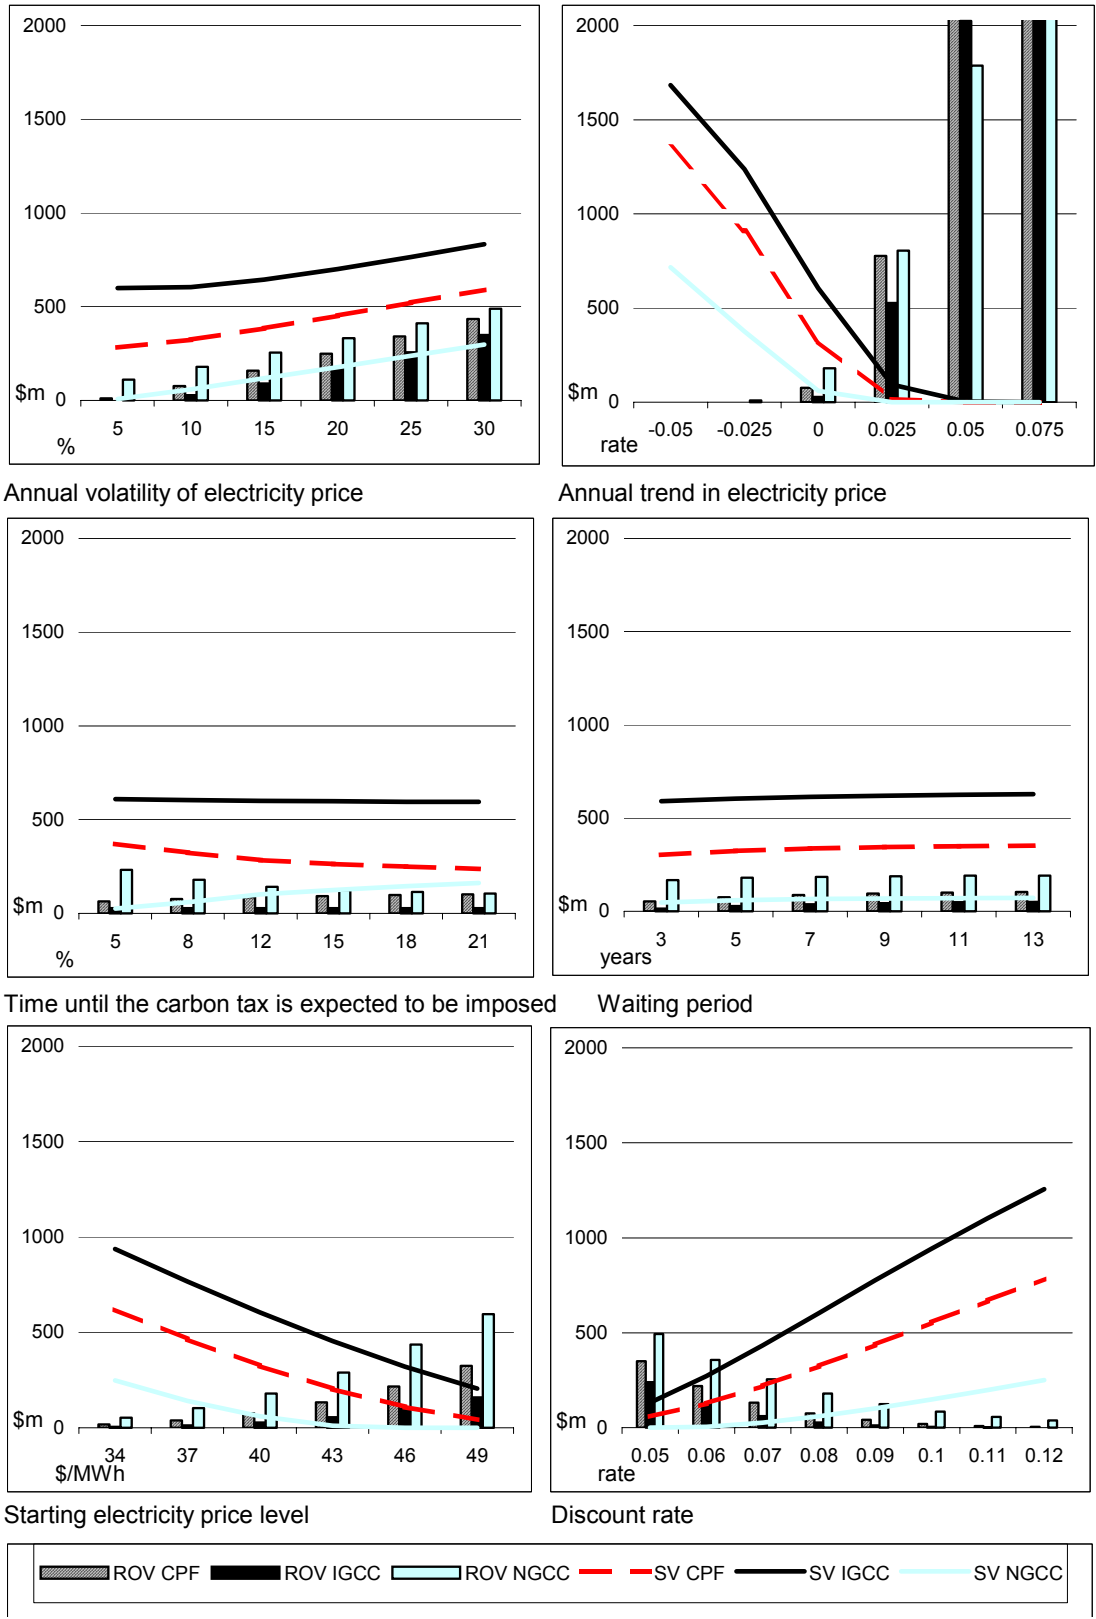 2000
1500
1000
500
$m
0
5 10 15 20 25 30
%
Annual volatility of electricity price
2000
1500
1000
500
$m
0
-0.05 -0.025 0 0.025 0.05 0.075
rate
Annual trend in electricity price
2000
1500
1000
500
$m
0
5 8 12 15 18 21
%
Time until the carbon tax is expected to be imposed
2000
1500
1000
500
$m
0
3 5 7 9 11 13
years
Waiting period
2000
1500
1000
500
$m
0
34 37 40 43 46 49
$/MWh
Starting electricity price level
2000
1500
1000
500
$m
0
0.05 0.06 0.07 0.08 0.09 0.1 0.11 0.12
rate
Discount rate
ROV CPF ROV IGCC ROV NGCC SV CPF SV IGCC SV NGCC